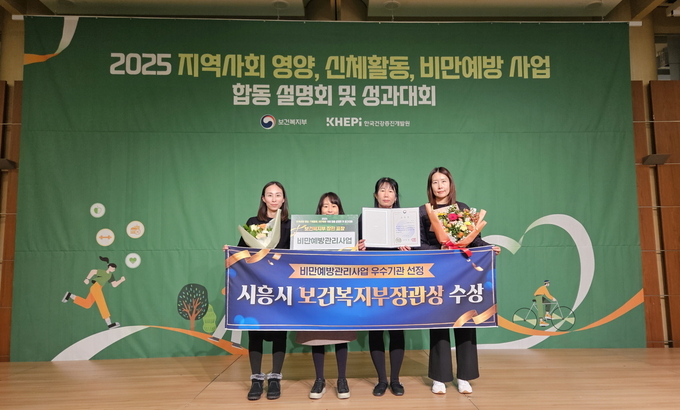 2025 지역사회 영양, 신체활동, 비만예방 사업
합동 설명회 및 성과대회
보건복지부 KHEPI 한국건강증진개발원
비만예방관리사업
비만예방관리사업 우수기관 선정
시흥시 보건복지부장관상 수상